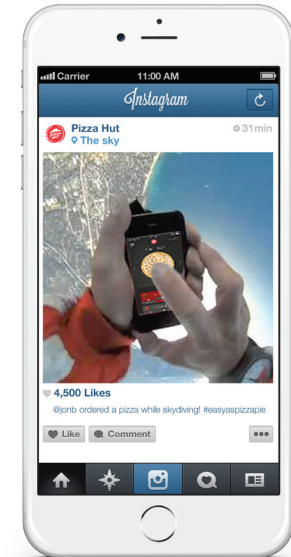 Carrier 11:00 AM
Instagram
Pizza Hut 31min
The sky
4,500 Likes
@jonb ordered a pizza while skydiving! #easyaspizzapie
Like Comment